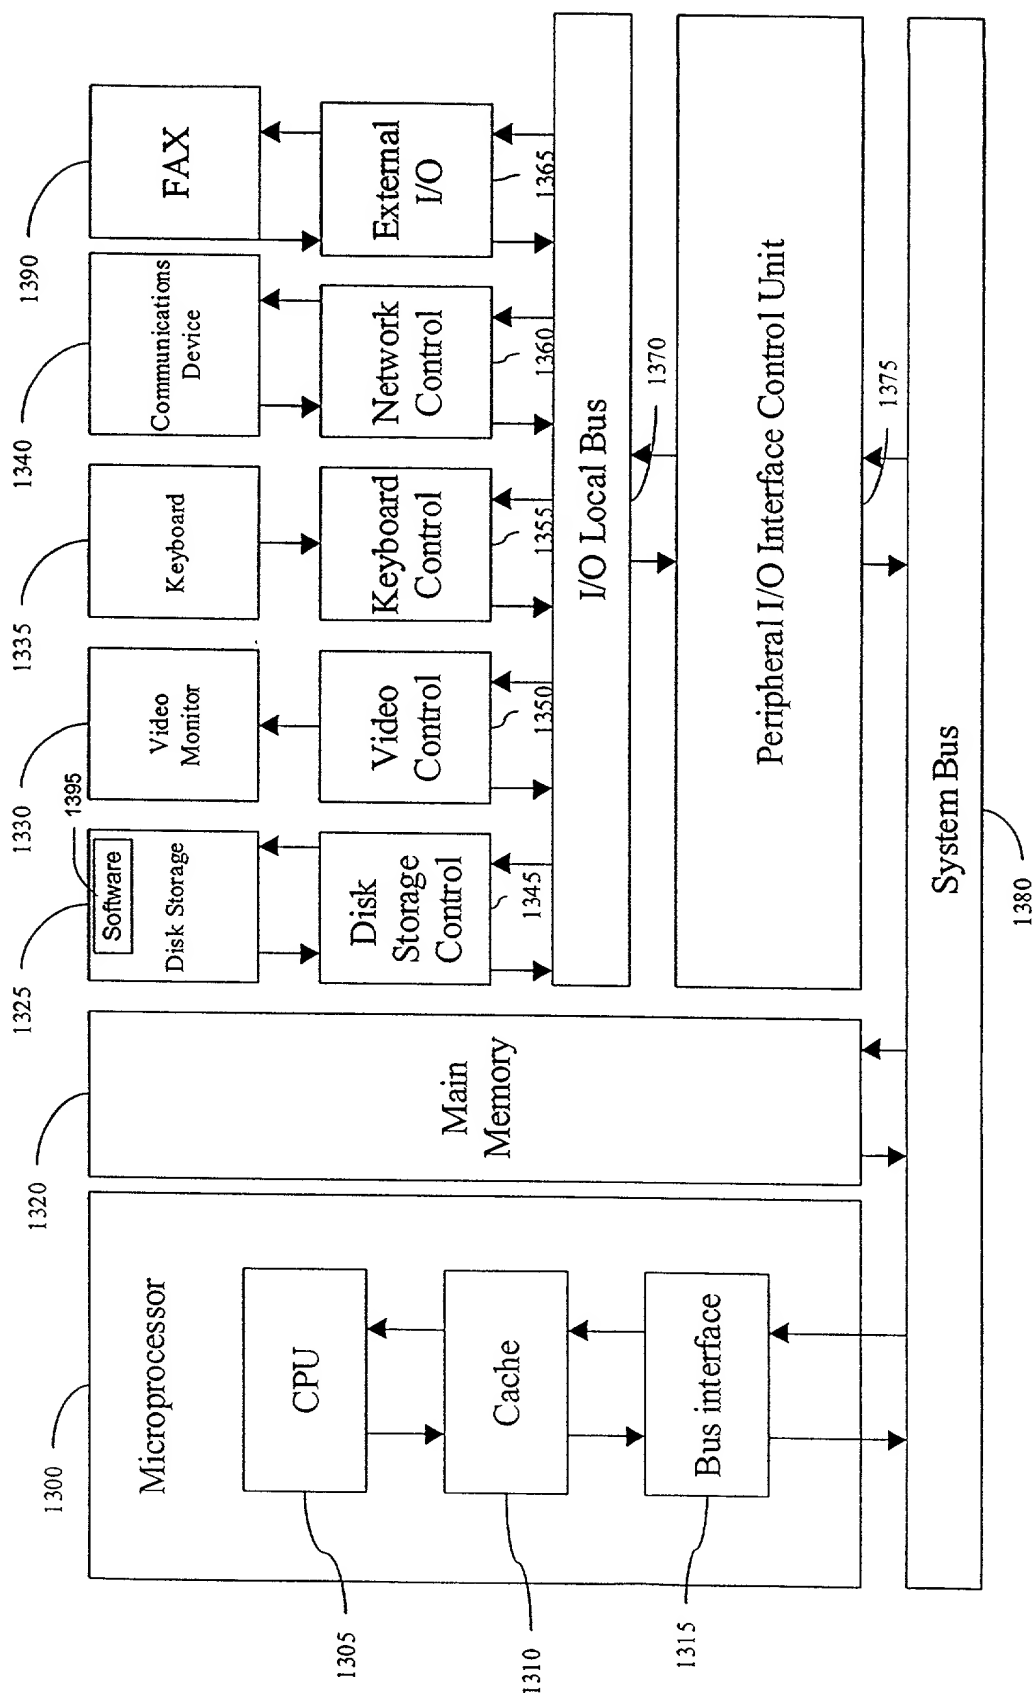 1300
Microprocessor
CPU
1305
Cache
1310
Bus interface
1315
1320
Main
Memory
1325
1395
Software
Disk Storage
Disk
Storage
Control
1345
1330
Video
Monitor
Video
Control
1350
1335
Keyboard
Keyboard
Control
1355
1340
Communications
Device
Network
Control
1360
1390
FAX
External
I/O
1365
I/O Local Bus
1370
Peripheral I/O Interface Control Unit
1375
System Bus
1380